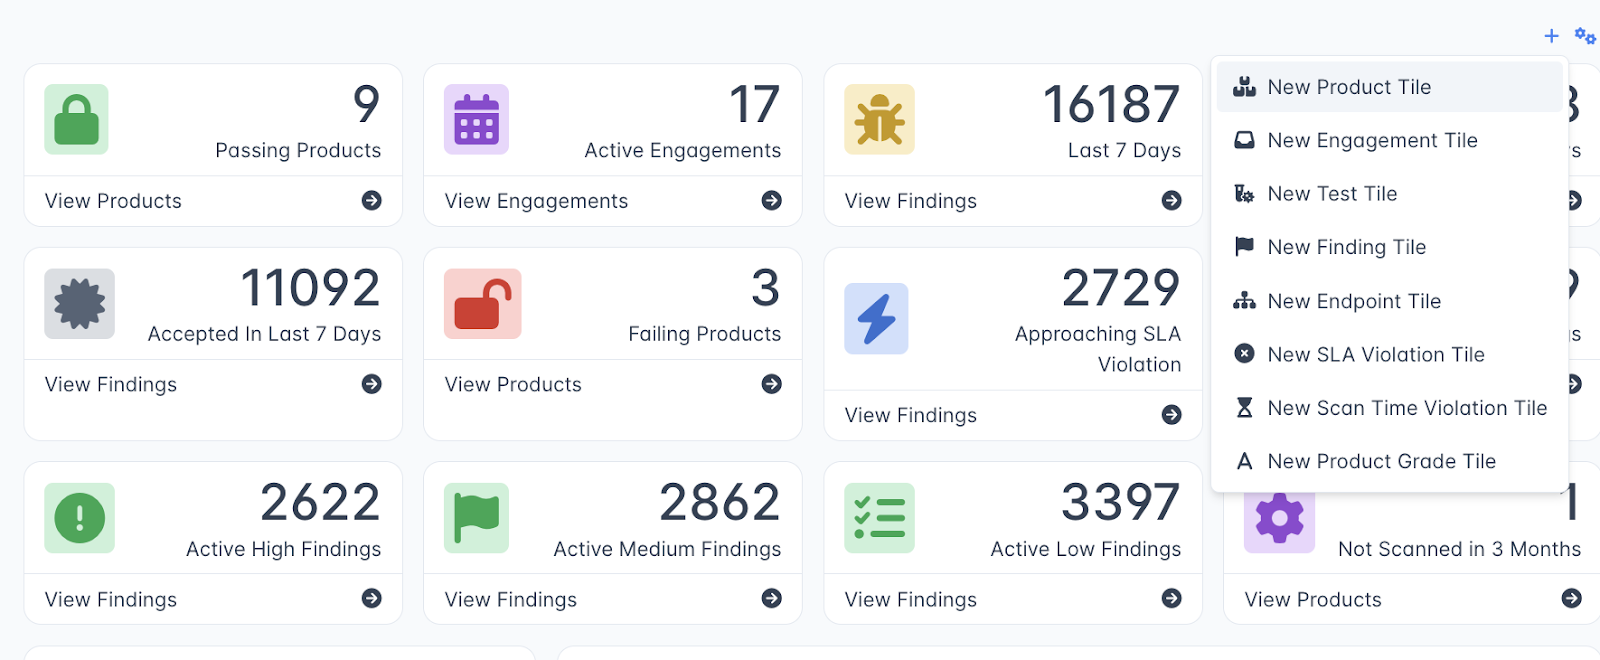 9
Passing Products
View Products
17
Active Engagements
View Engagements
16187
Last 7 Days
View Findings
New Product Tile
New Engagement Tile
New Test Tile
New Finding Tile
New Endpoint Tile
New SLA Violation Tile
New Scan Time Violation Tile
New Product Grade Tile
11092
Accepted In Last 7 Days
View Findings
3
Failing Products
View Products
2729
Approaching SLA
Violation
View Findings
2622
Active High Findings
View Findings
2862
Active Medium Findings
View Findings
3397
Active Low Findings
View Findings
1
Not Scanned in 3 Months
View Products